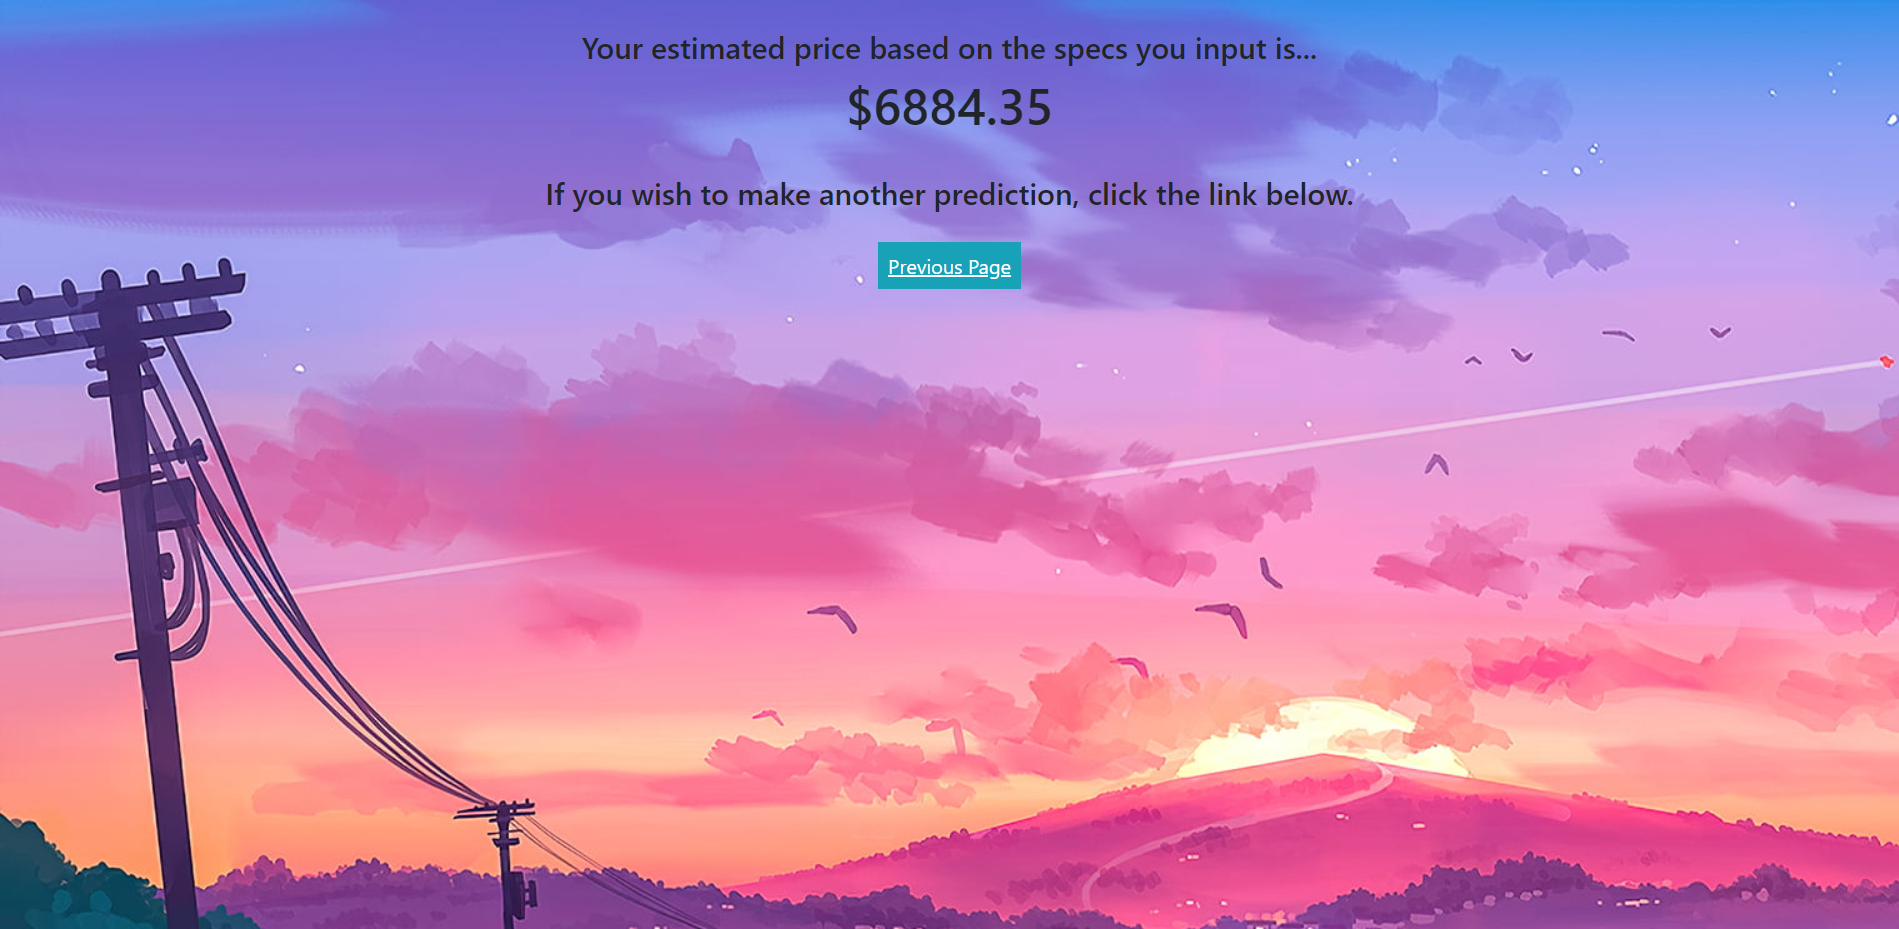 Your estimated price based on the specs you input is...
$6884.35
If you wish to make another prediction, click the link below.
Previous Page